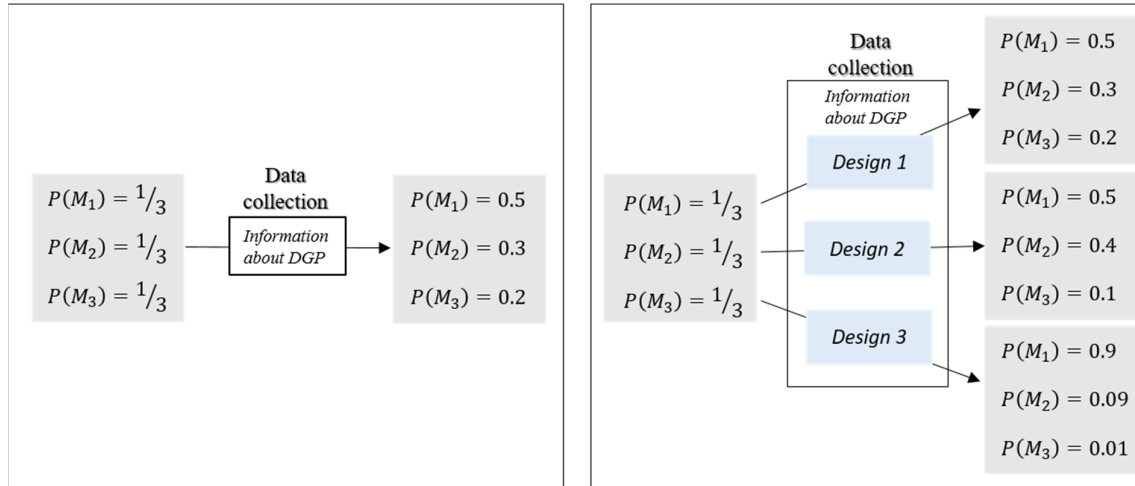 P(M₁) = 1/3
P(M₂) = 1/3
P(M₃) = 1/3
Data
collection
Information
about DGP
P(M₁) = 0.5
P(M₂) = 0.3
P(M₃) = 0.2
P(M₁) = 1/3
P(M₂) = 1/3
P(M₃) = 1/3
Data
collection
Information
about DGP
Design 1
Design 2
Design 3
P(M₁) = 0.5
P(M₂) = 0.3
P(M₃) = 0.2
P(M₁) = 0.5
P(M₂) = 0.4
P(M₃) = 0.1
P(M₁) = 0.9
P(M₂) = 0.09
P(M₃) = 0.01